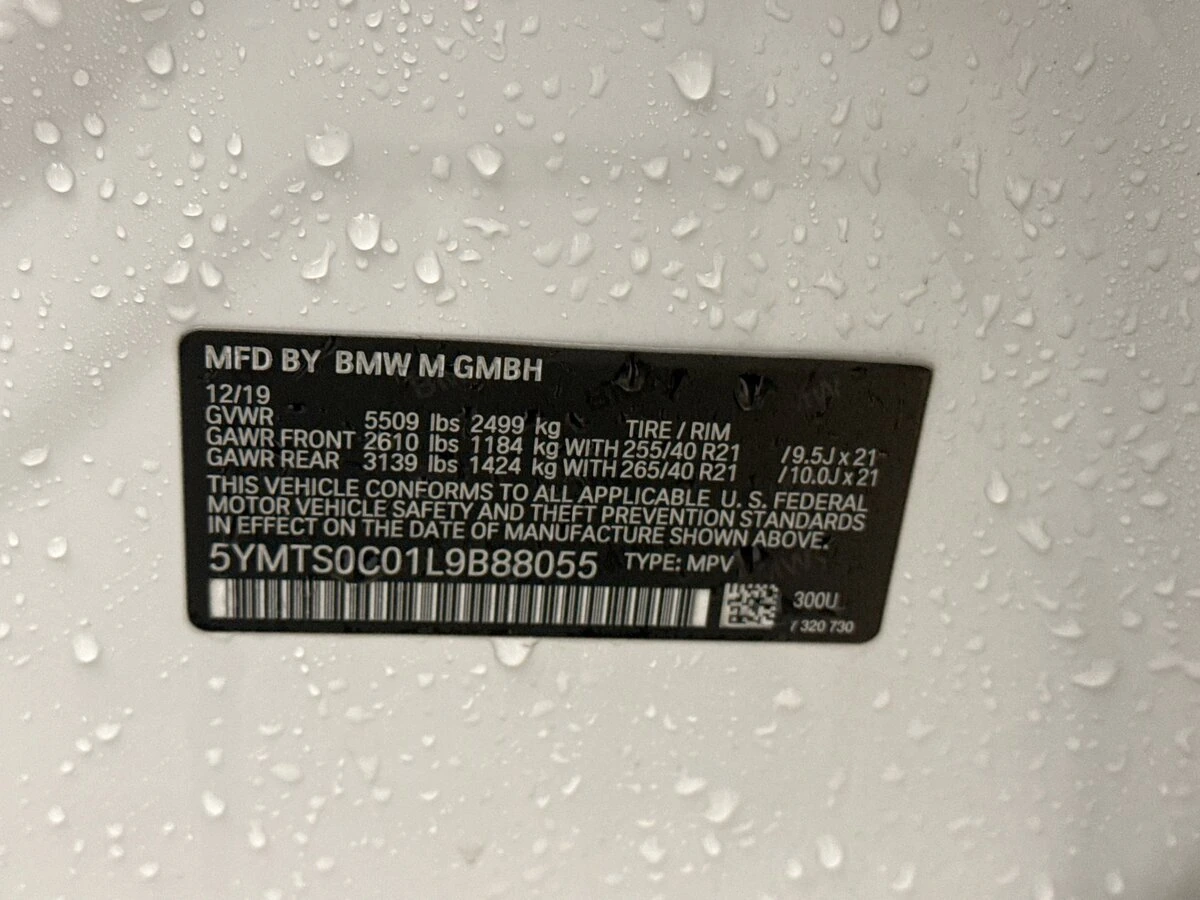 MFD BY BMW M GMBH
12/19
GVWR 5509 lbs 2499 kg TIRE / RIM
GAWR FRONT 2610 lbs 1184 kg WITH 255/40 R21 /9.5J x 21
GAWR REAR 3139 lbs 1424 kg WITH 265/40 R21 /10.0J x 21
THIS VEHICLE CONFORMS TO ALL APPLICABLE U. S. FEDERAL
MOTOR VEHICLE SAFETY AND THEFT PREVENTION STANDARDS
IN EFFECT ON THE DATE OF MANUFACTURE SHOWN ABOVE.
5YMTS0C01L9B88055 TYPE: MPV
300U
7 320 730